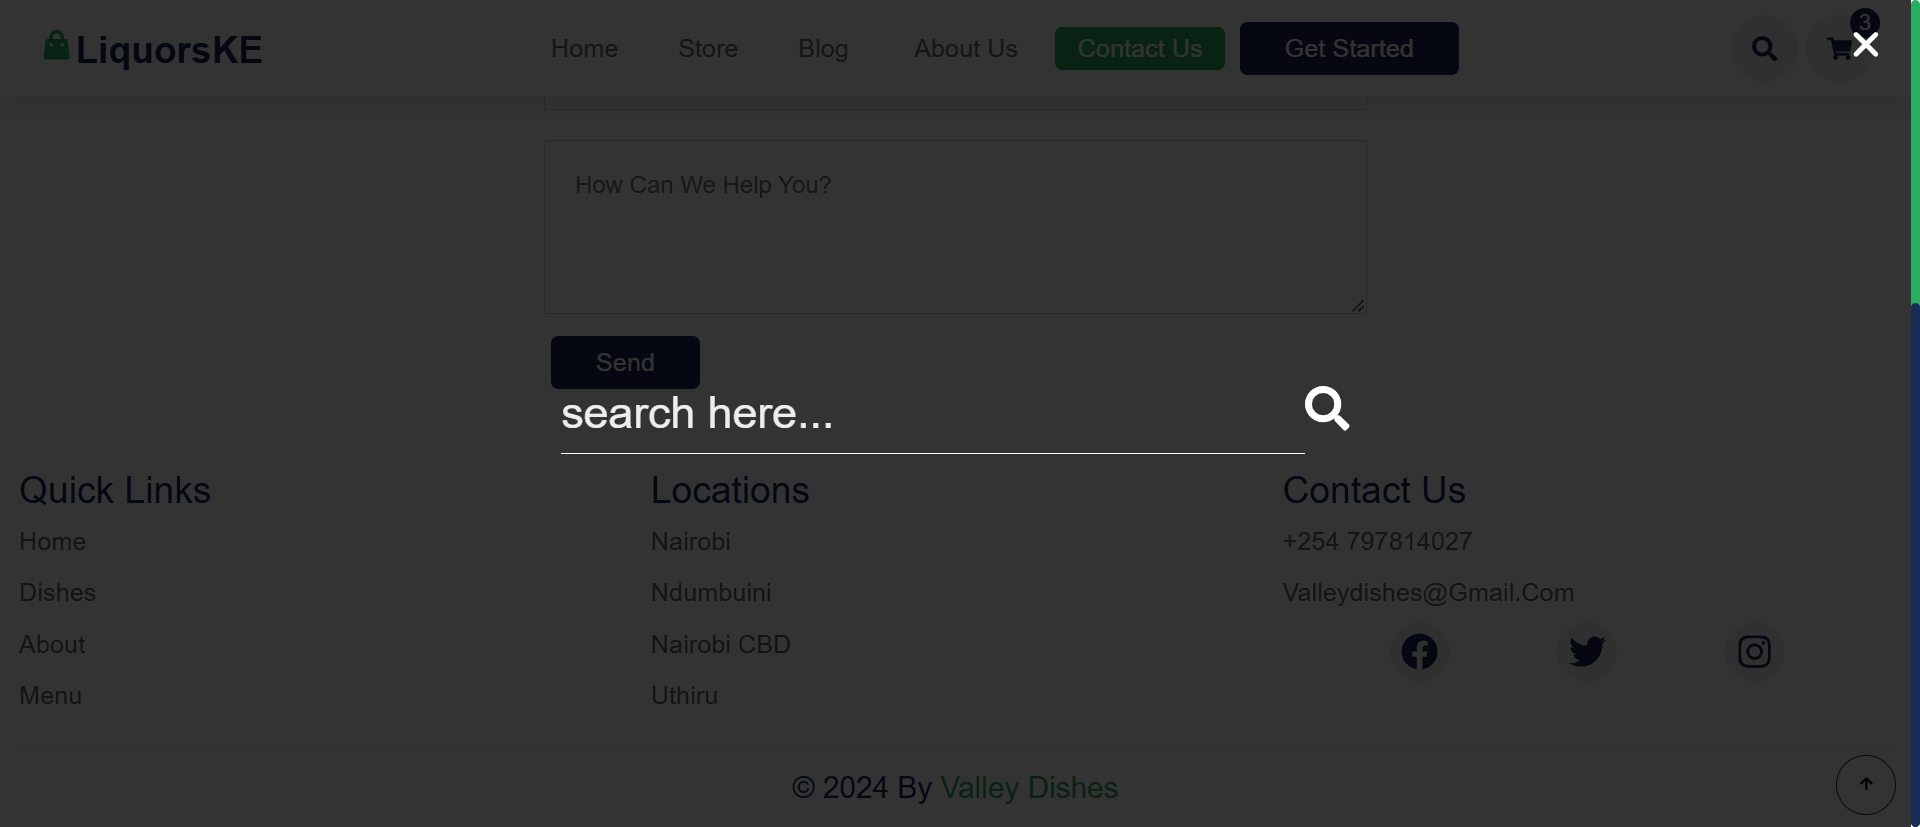 LiquorsKE
Home Store Blog About Us Contact Us Get Started 3
How Can We Help You?
Send
search here...
Quick Links
Home
Dishes
About
Menu
Locations
Nairobi
Ndumbuini
Nairobi CBD
Uthiru
Contact Us
+254 797814027
Valleydishes@Gmail.Com
© 2024 By Valley Dishes